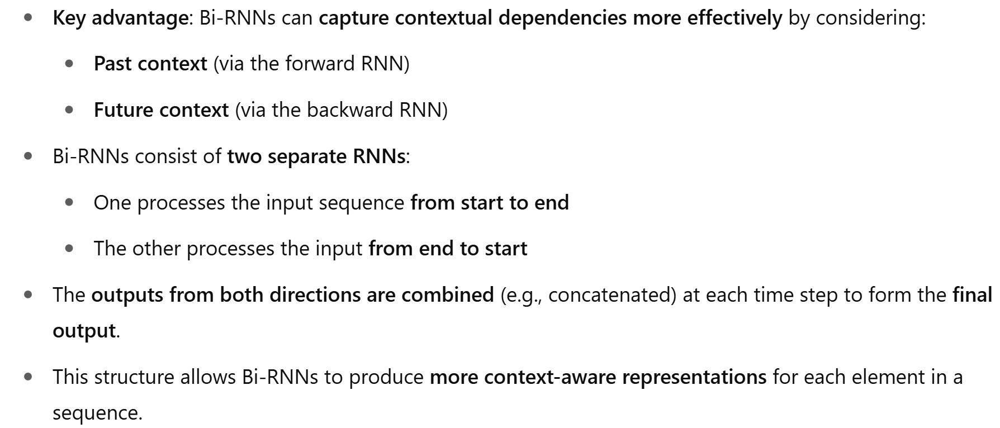 • Key advantage: Bi-RNNs can capture contextual dependencies more effectively by considering:
• Past context (via the forward RNN)
• Future context (via the backward RNN)
• Bi-RNNs consist of two separate RNNs:
• One processes the input sequence from start to end
• The other processes the input from end to start
• The outputs from both directions are combined (e.g., concatenated) at each time step to form the final
output.
• This structure allows Bi-RNNs to produce more context-aware representations for each element in a
sequence.